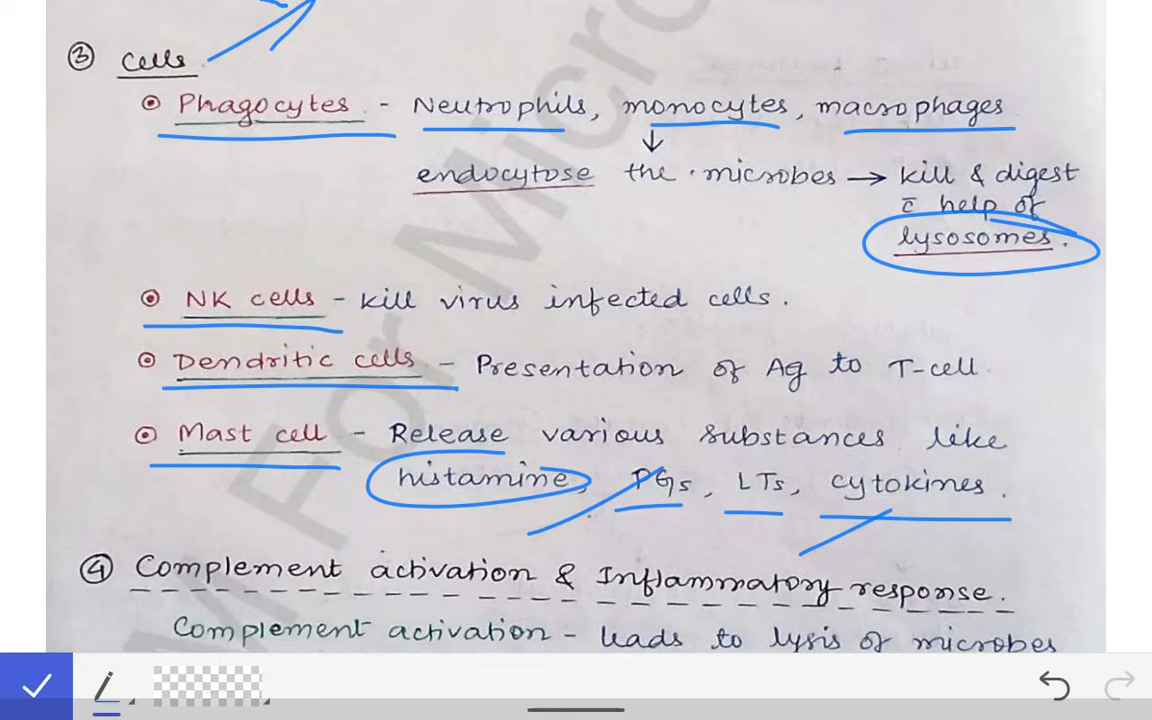 ③ Cells
⊙ Phagocytes - Neutrophils, monocytes, macrophages
↓
endocytose the microbes → kill & digest
c̄ help of
lysosomes.
⊙ NK cells - kill virus infected cells.
⊙ Dendritic cells - Presentation of Ag to T-cell
⊙ Mast cell - Release various substances like
histamine, PGs, LTs, cytokines.
④ Complement activation & Inflammatory response.
Complement activation - leads to lysis of microbes
M For Micro